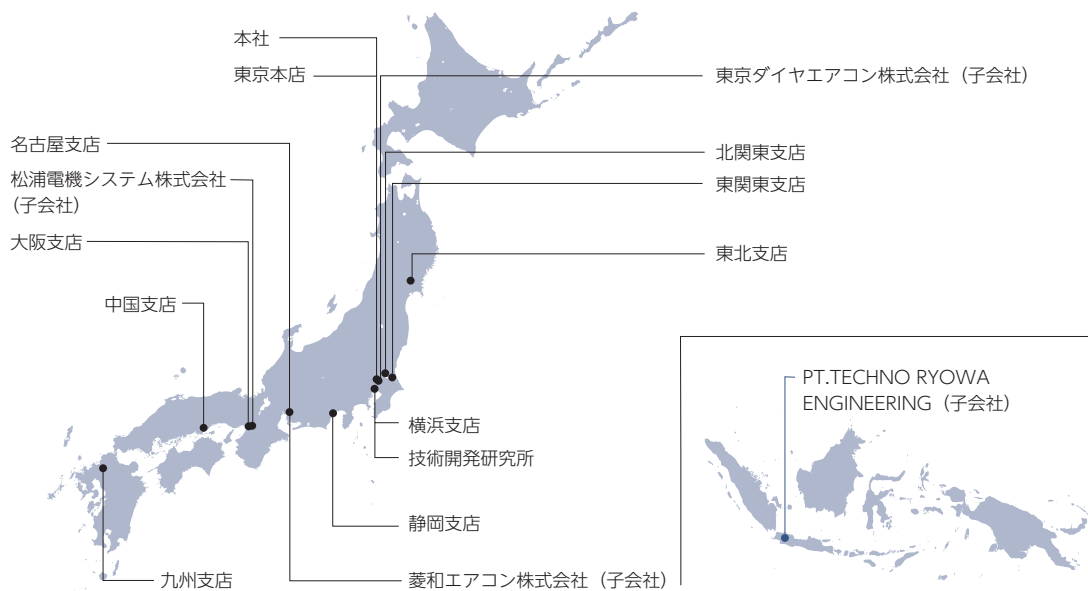 本社
東京本店
東京ダイヤエアコン株式会社（子会社）
名古屋支店
北関東支店
松浦電機システム株式会社
（子会社）
東関東支店
大阪支店
東北支店
中国支店
PT.TECHNO RYOWA
ENGINEERING（子会社）
横浜支店
技術開発研究所
静岡支店
九州支店
菱和エアコン株式会社（子会社）